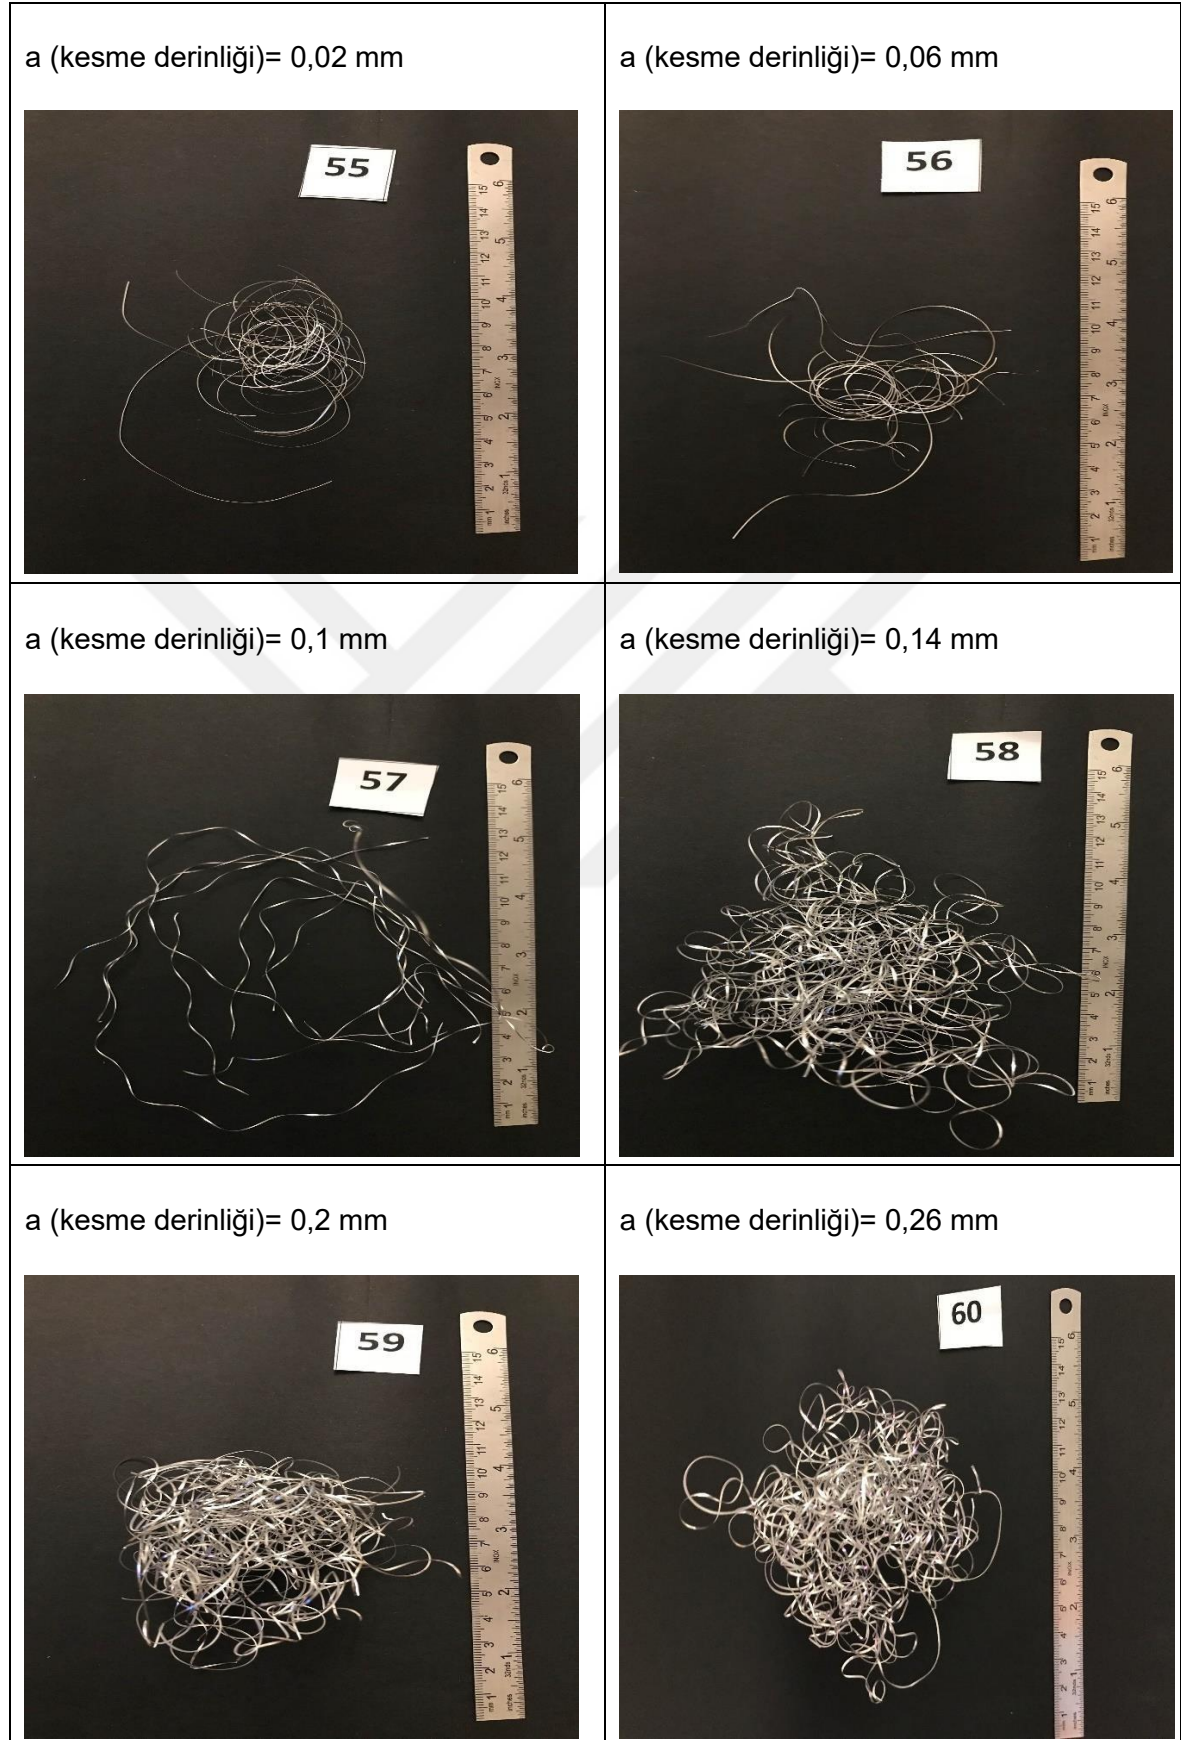 a (kesme derinliği)= 0,02 mm
a (kesme derinliği)= 0,06 mm
55
56
a (kesme derinliği)= 0,1 mm
a (kesme derinliği)= 0,14 mm
57
58
a (kesme derinliği)= 0,2 mm
a (kesme derinliği)= 0,26 mm
59
60